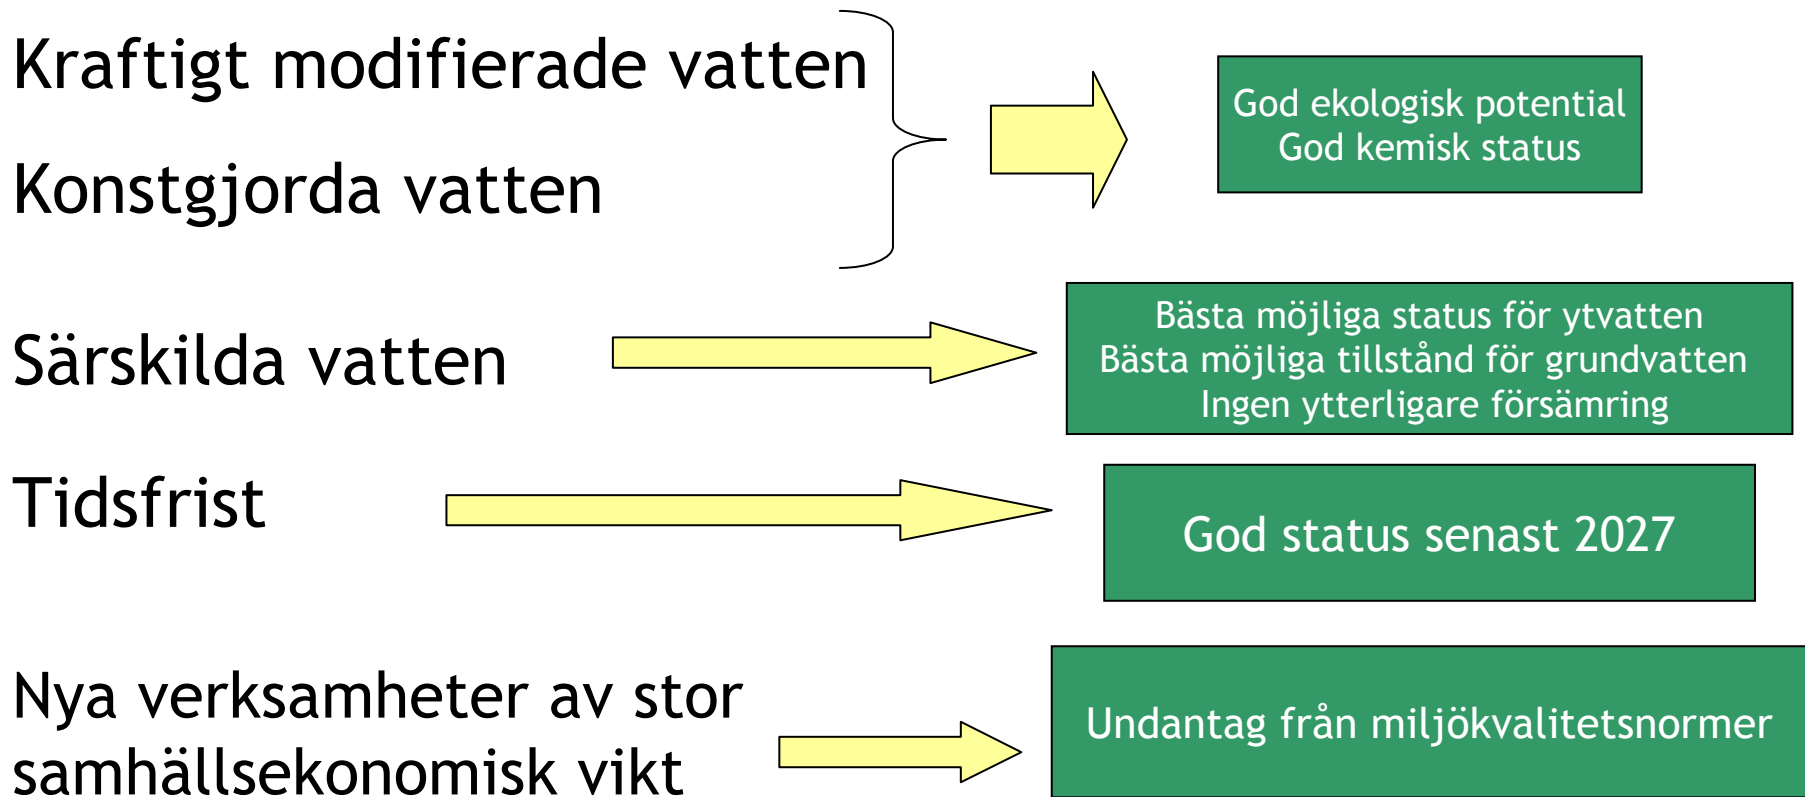 Kraftigt modifierade vatten
Konstgjorda vatten
God ekologisk potential
God kemisk status
Särskilda vatten
Bästa möjliga status för ytvatten
Bästa möjliga tillstånd för grundvatten
Ingen ytterligare försämring
Tidsfrist
God status senast 2027
Nya verksamheter av stor
samhällsekonomisk vikt
Undantag från miljökvalitetsnormer